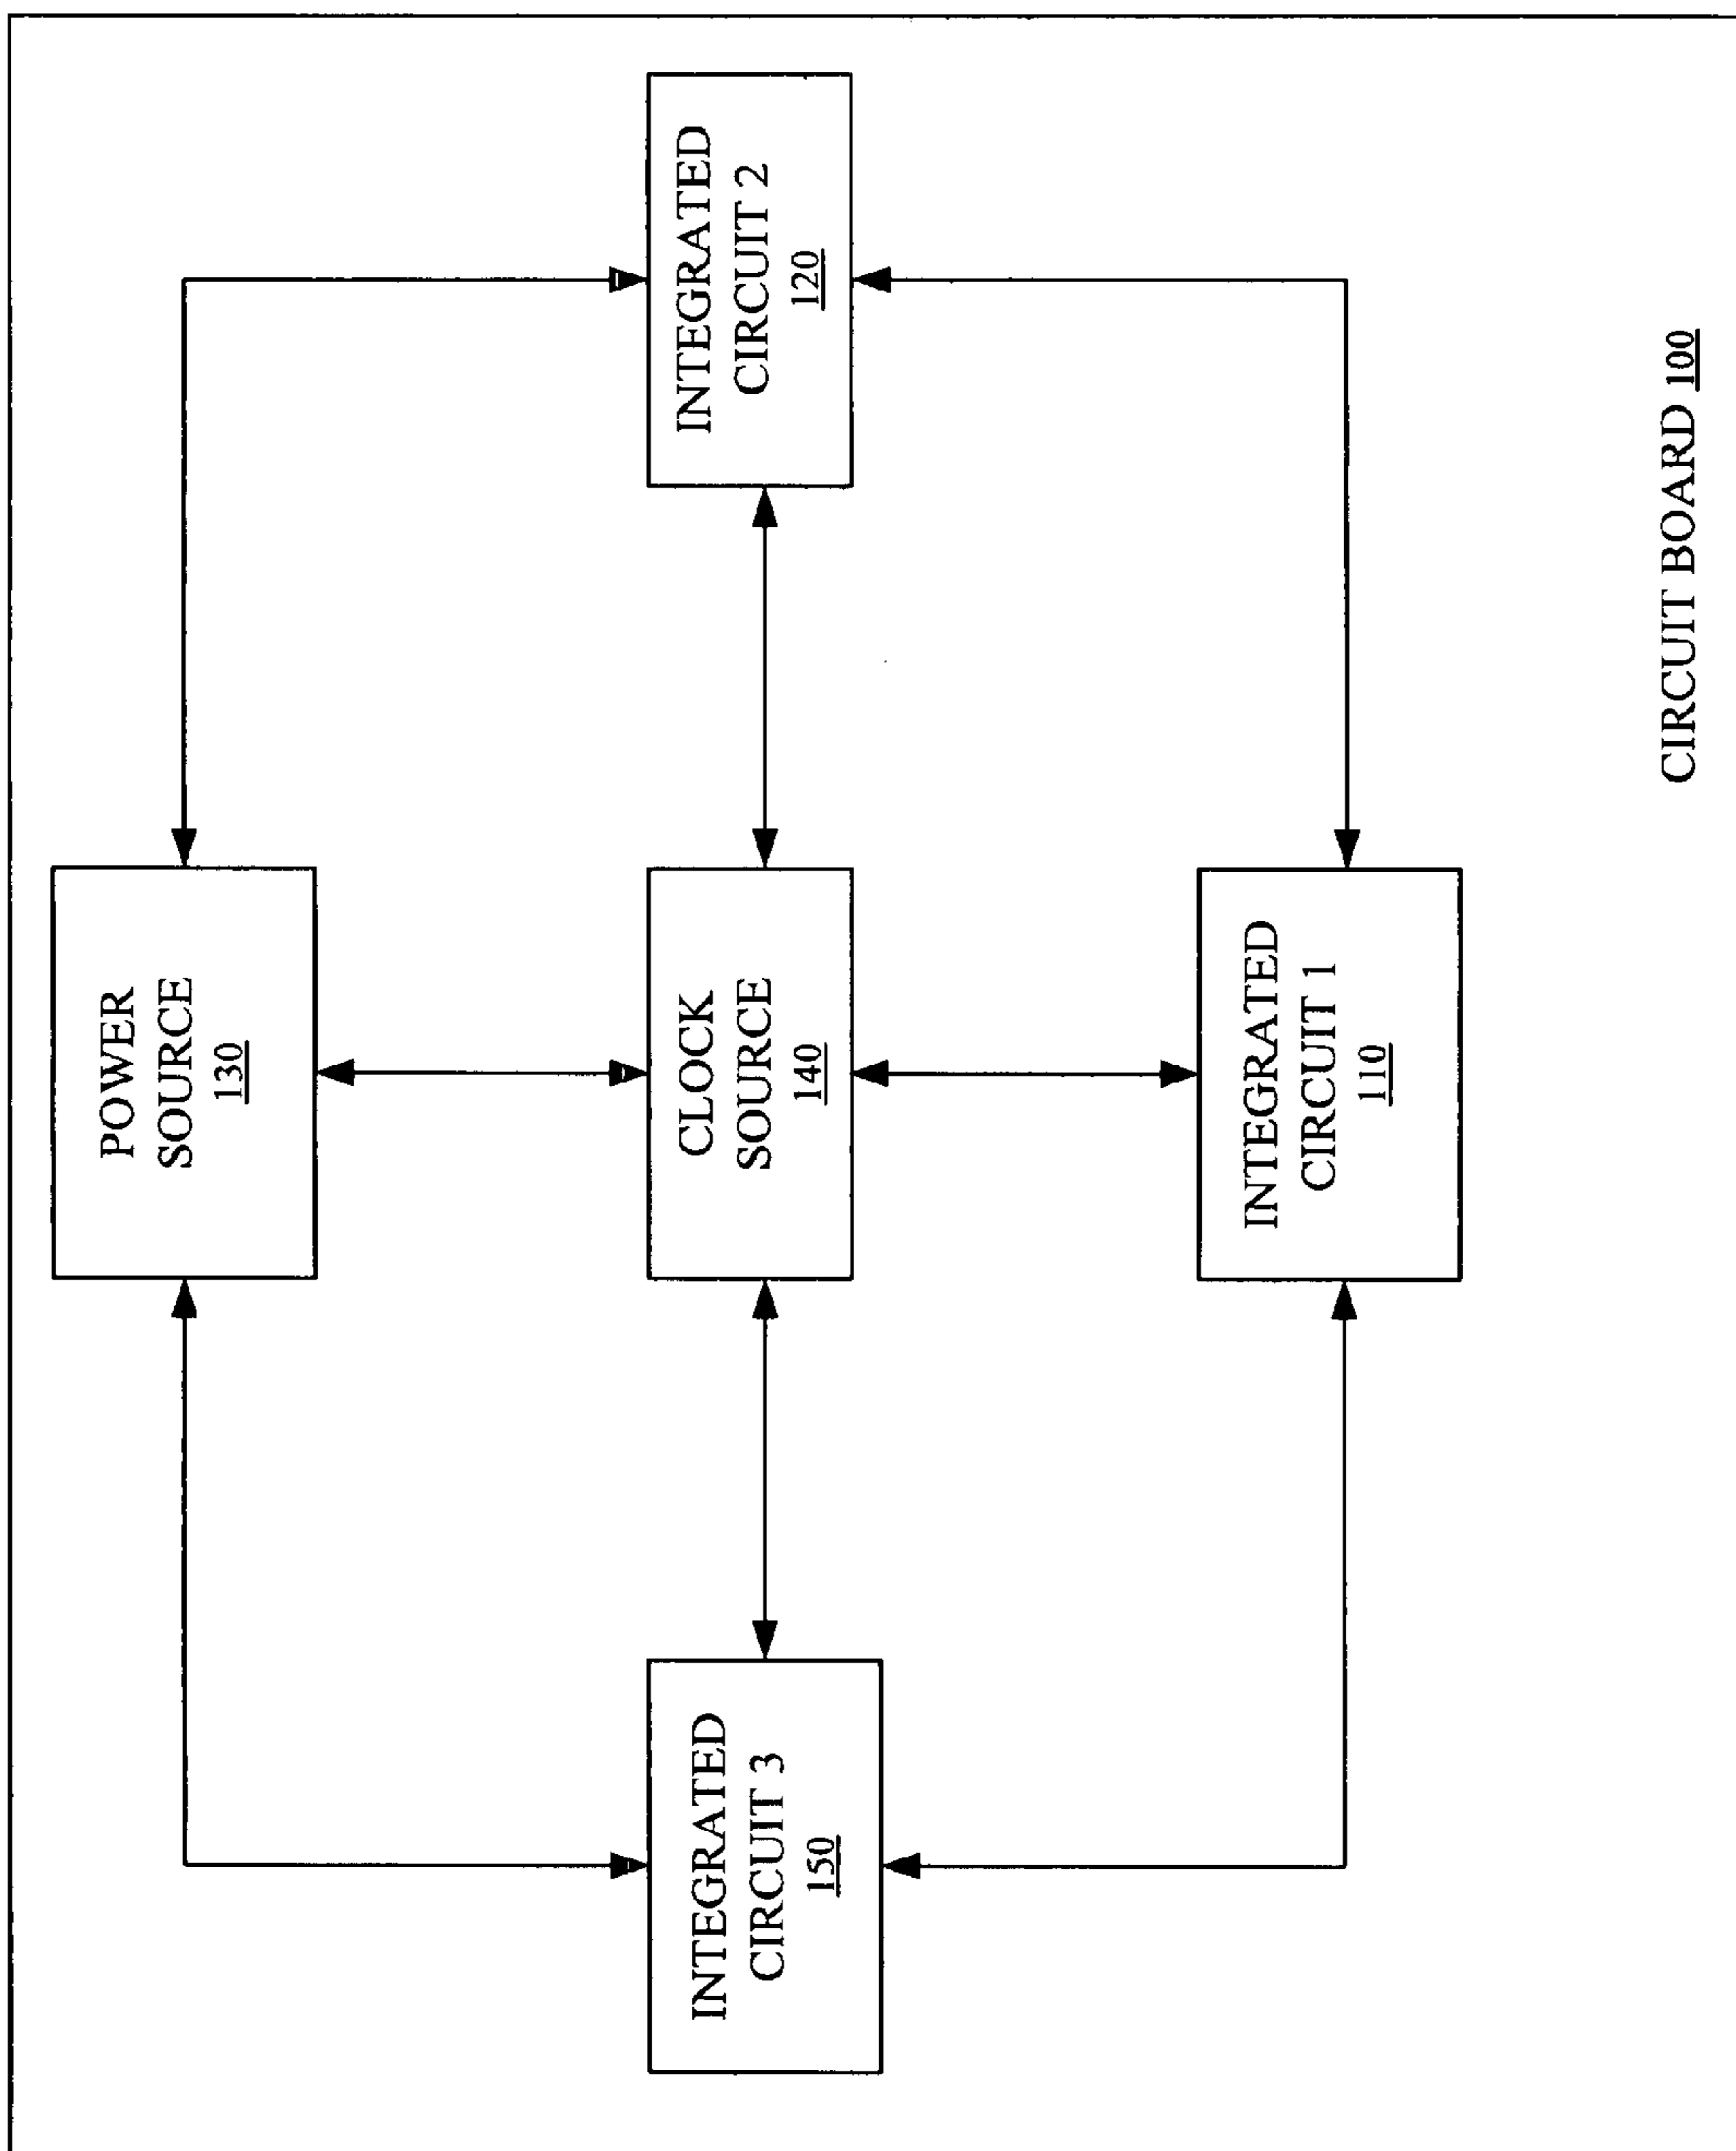 POWER
SOURCE
130
INTEGRATED
CIRCUIT 3
150
CLOCK
SOURCE
140
INTEGRATED
CIRCUIT 2
120
INTEGRATED
CIRCUIT 1
110
CIRCUIT BOARD 100